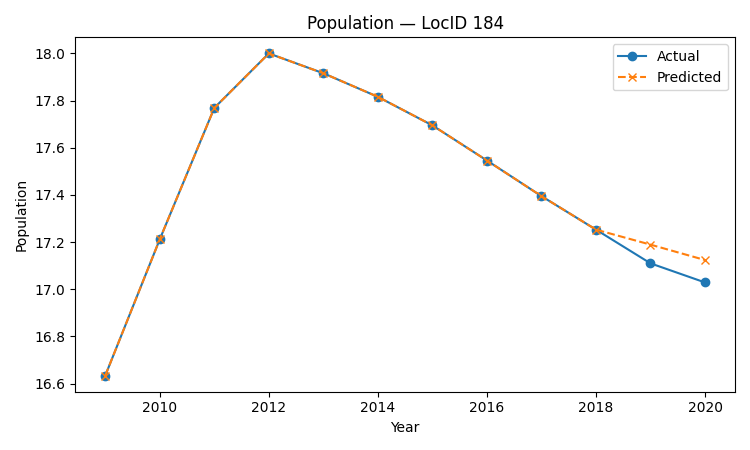 Population — LocID 184
Actual
Predicted
Population
18.0
17.8
17.6
17.4
17.2
17.0
16.8
16.6
2010
2012
2014
2016
2018
2020
Year